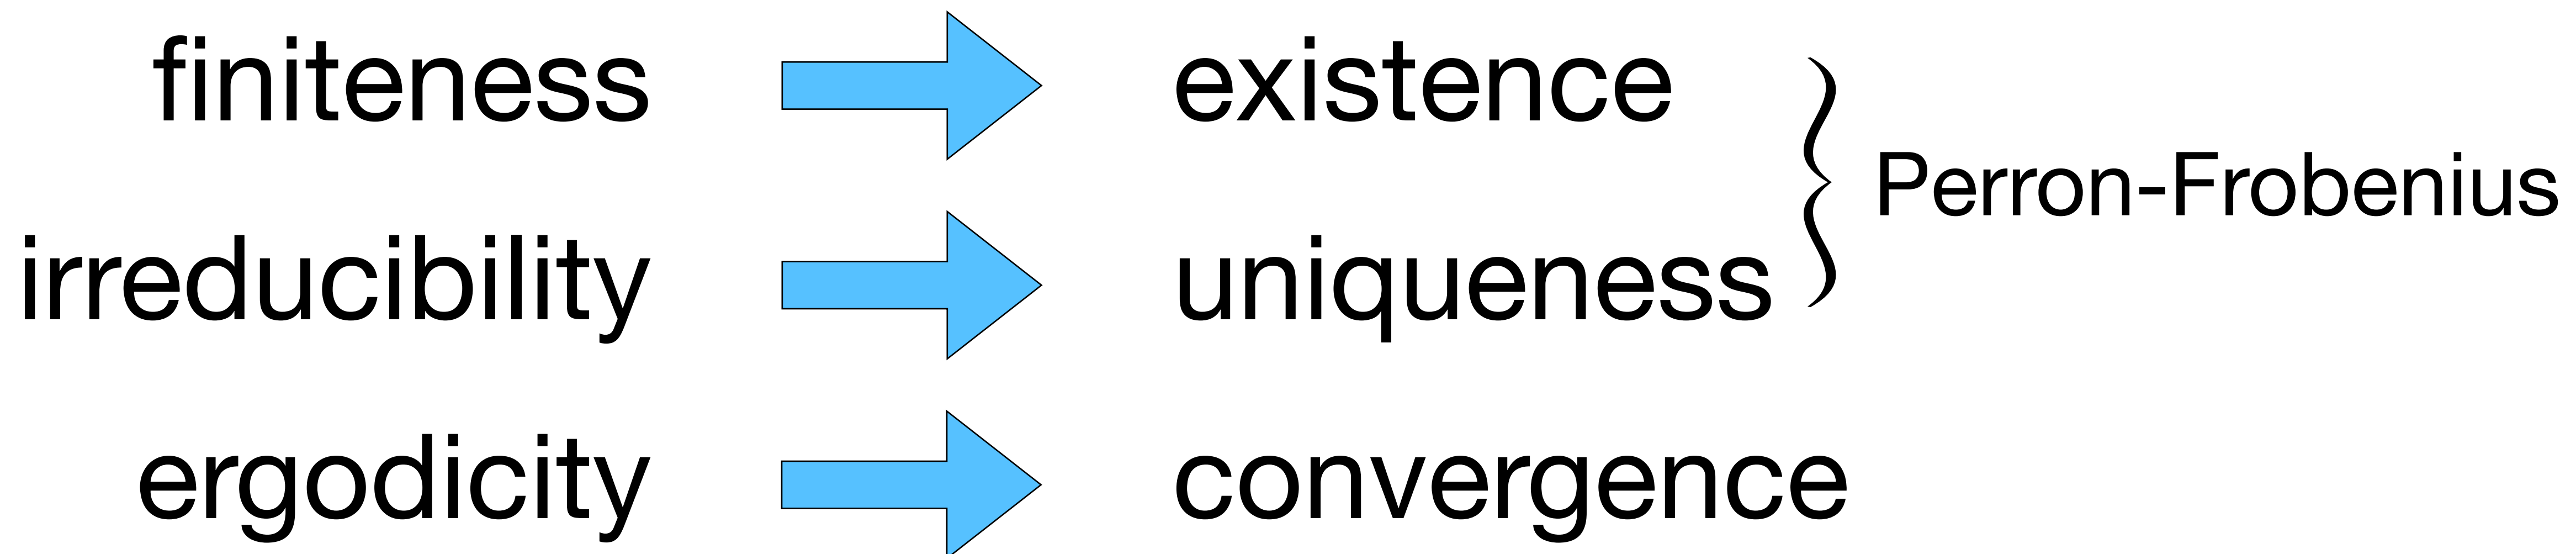 finiteness existence
Perron-Frobenius
irreducibility uniqueness
ergodicity convergence